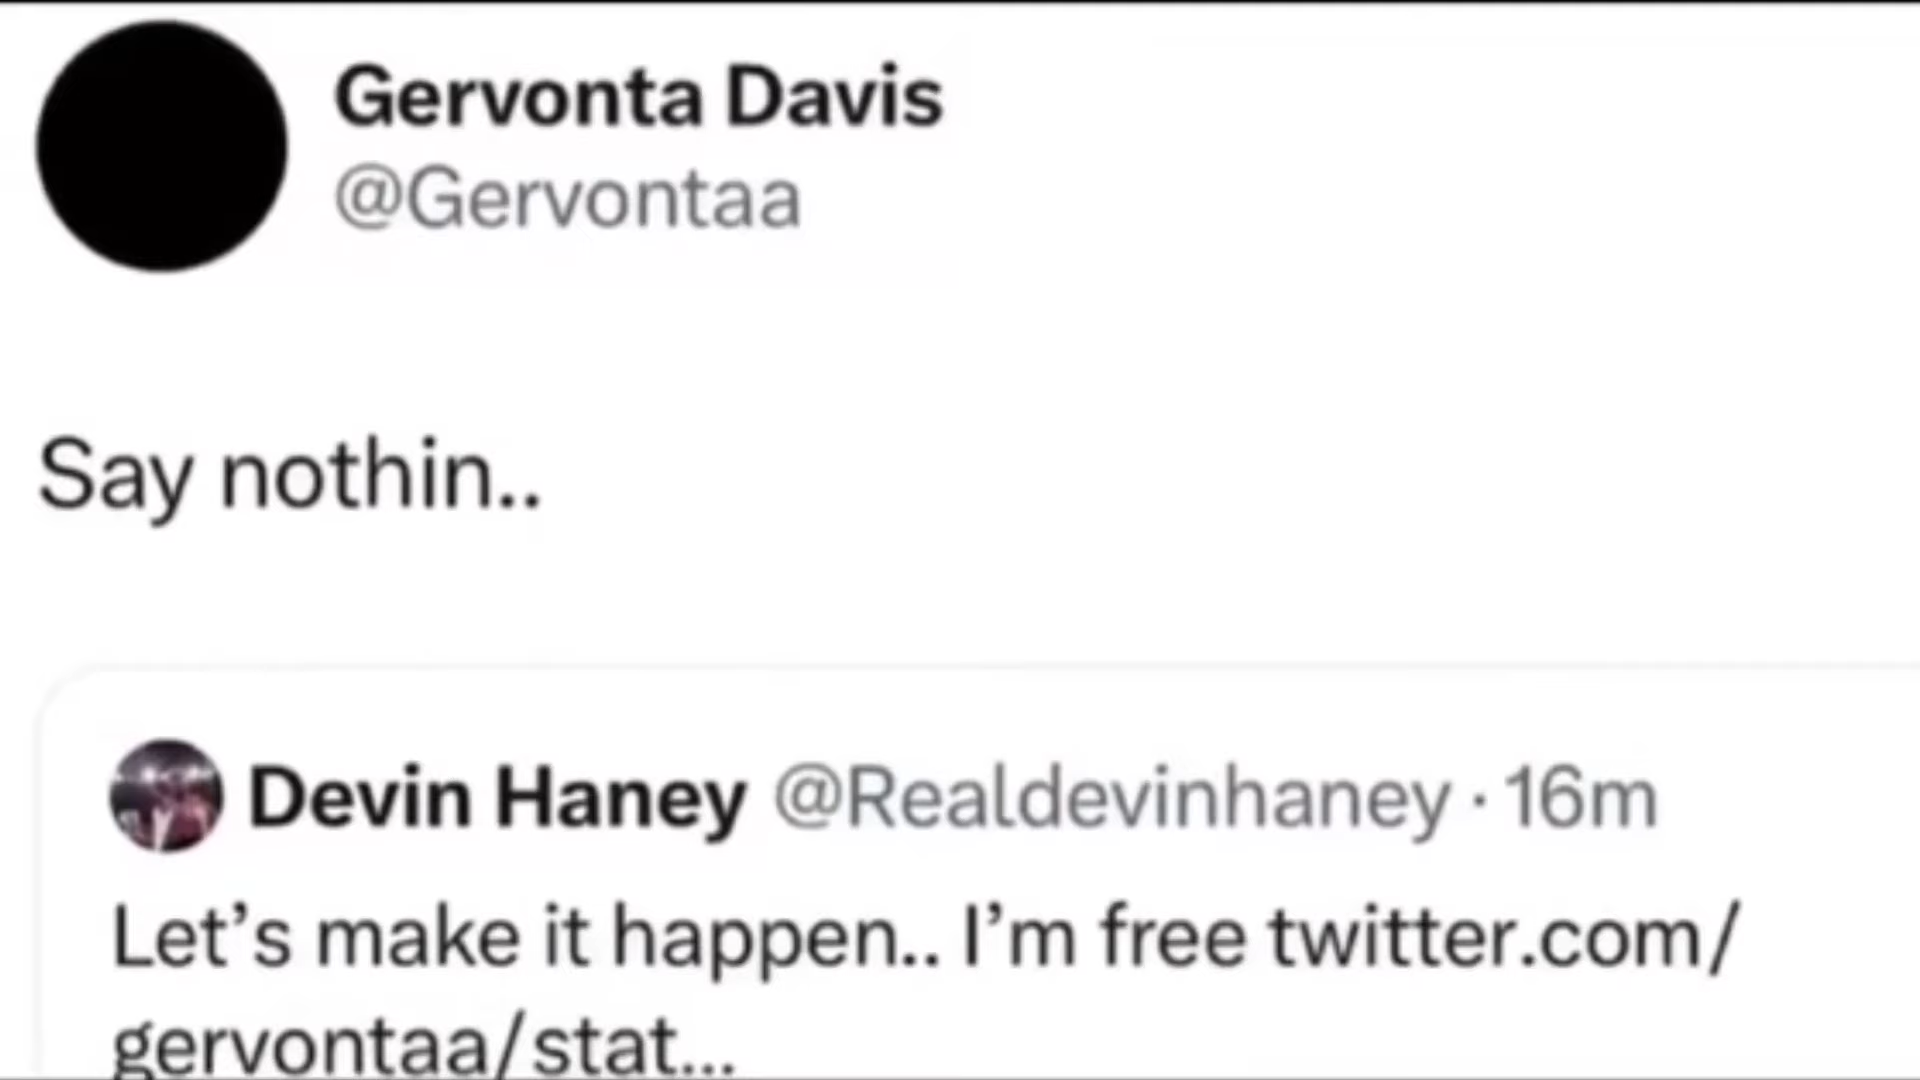 Gervonta Davis
@Gervontaa
Say nothin..
Devin Haney @Realdevinhaney · 16m
Let’s make it happen.. I’m free twitter.com/
gervontaa/stat...